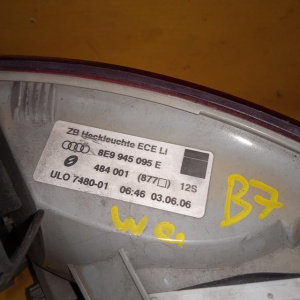 ZB Heckleuchte ECE Li
8E9 945 095 E
484 001 (877□) 12S
ULO 7480-01 06:46 03.06.06
B7